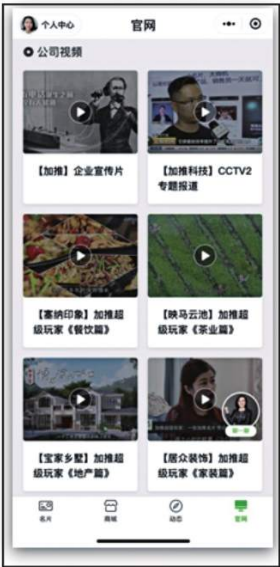 个人中心
官网
公司视频
【加推】企业宣传片
【加推科技】CCTV2
专题报道
【塞纳印象】加推超
级玩家《餐饮篇》
【映马云池】加推超
级玩家《茶业篇》
【宝家乡墅】加推超
级玩家《地产篇》
【居众装饰】加推超
级玩家《家装篇》
聊一聊
名片
商城
动态
官网